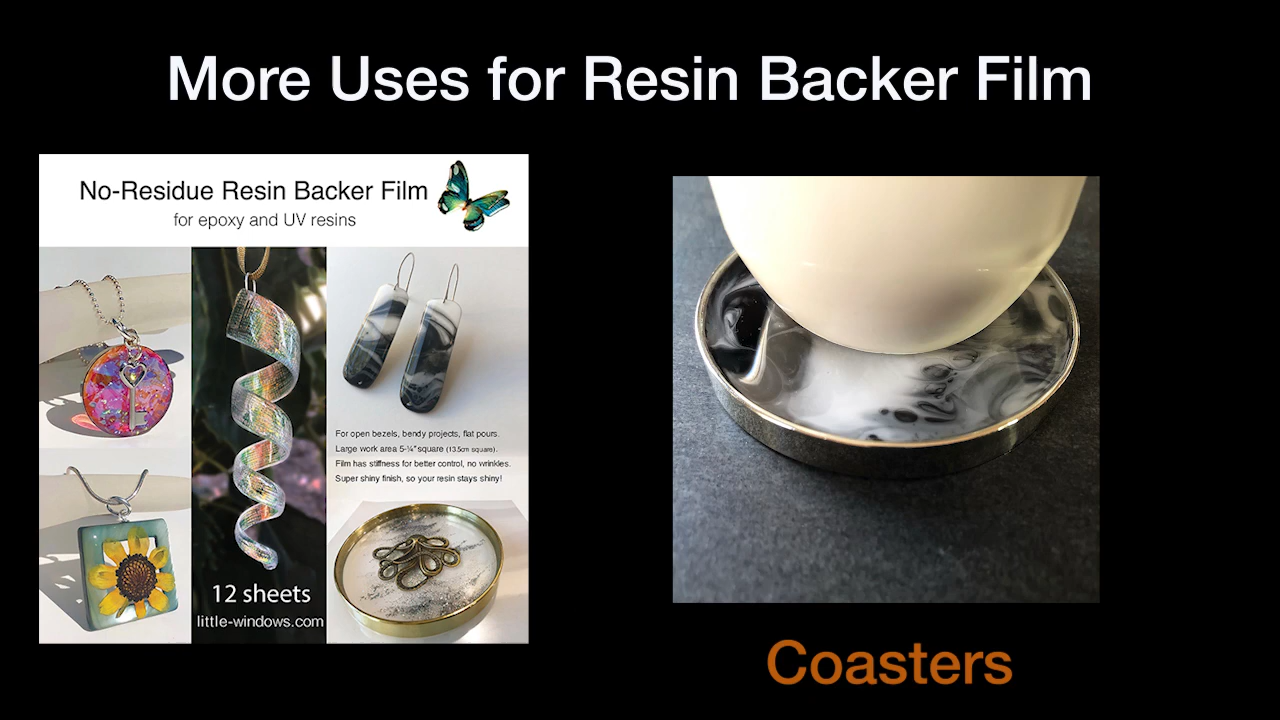 More Uses for Resin Backer Film
No-Residue Resin Backer Film
for epoxy and UV resins
For open bezels, bendy projects, flat pours.
Large work area 5-¼" square (13.5cm square).
Film has stiffness for better control, no wrinkles.
Super shiny finish, so your resin stays shiny!
12 sheets
little-windows.com
Coasters